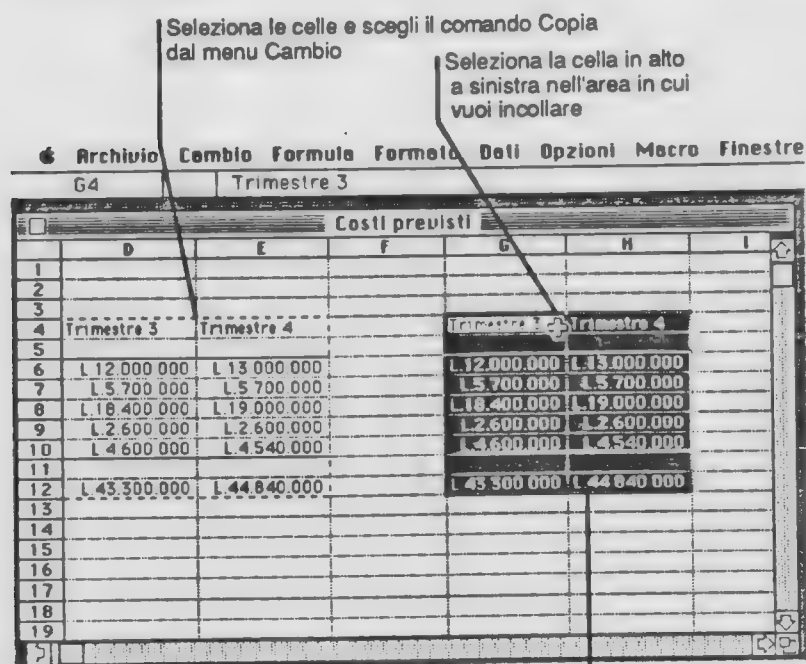 Seleziona le celle e scegli il comando Copia
dal menu Cambio
Seleziona la cella in alto
a sinistra nell'area in cui
vuoi incollare
Archivio Cambio Formula Formato Dati Opzioni Macro Finestre
G4 Trimestre 3
Costi previsti
D E F G H I
1
2
3
4 Trimestre 3 Trimestre 4 Trimestre 3 Trimestre 4
5
6 L.12.000.000 L.13.000.000 L.12.000.000 L.13.000.000
7 L.5.700.000 L.5.700.000 L.5.700.000 L.5.700.000
8 L.18.400.000 L.19.000.000 L.18.400.000 L.19.000.000
9 L.2.600.000 L.2.600.000 L.2.600.000 L.2.600.000
10 L.4.600.000 L.4.540.000 L.4.600.000 L.4.540.000
11
12 L.43.300.000 L.44.840.000 L.43.300.000 L.44.840.000
13
14
15
16
17
18
19